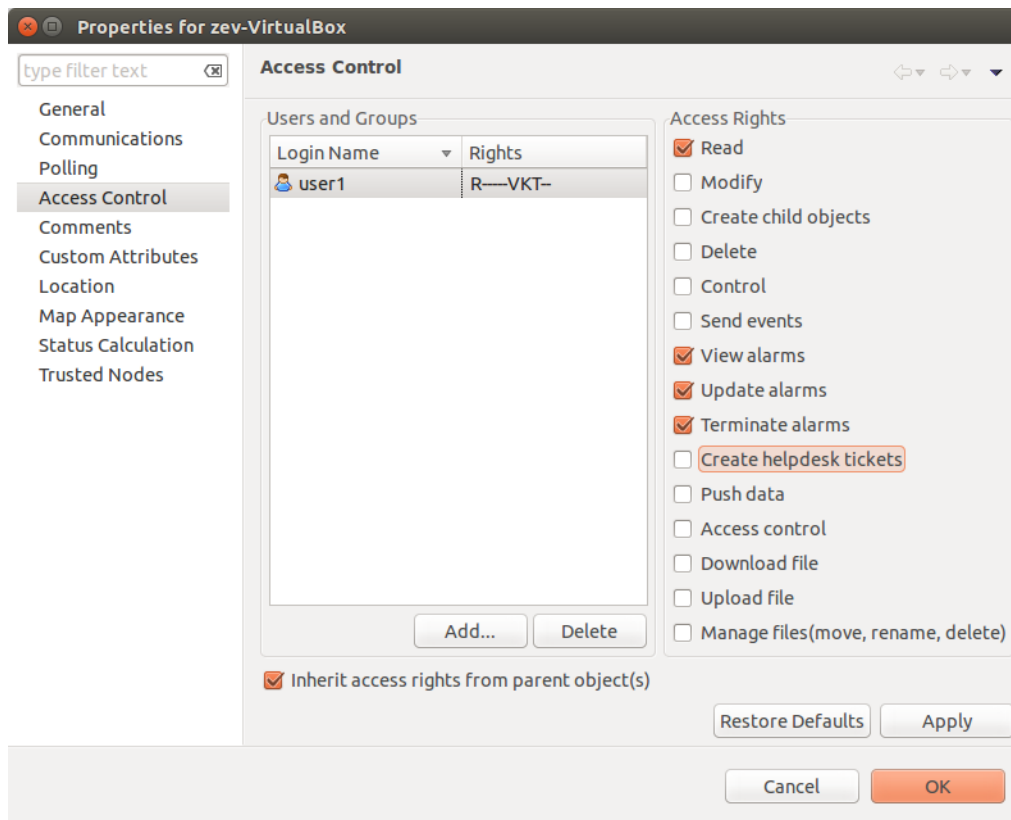 Properties for zev-VirtualBox
type filter text
General
Communications
Polling
Access Control
Comments
Custom Attributes
Location
Map Appearance
Status Calculation
Trusted Nodes
Access Control
Users and Groups
Login Name Rights
user1 R-----VKT--
Add... Delete
Access Rights
Read
Modify
Create child objects
Delete
Control
Send events
View alarms
Update alarms
Terminate alarms
Create helpdesk tickets
Push data
Access control
Download file
Upload file
Manage files(move, rename, delete)
Inherit access rights from parent object(s)
Restore Defaults Apply
Cancel OK